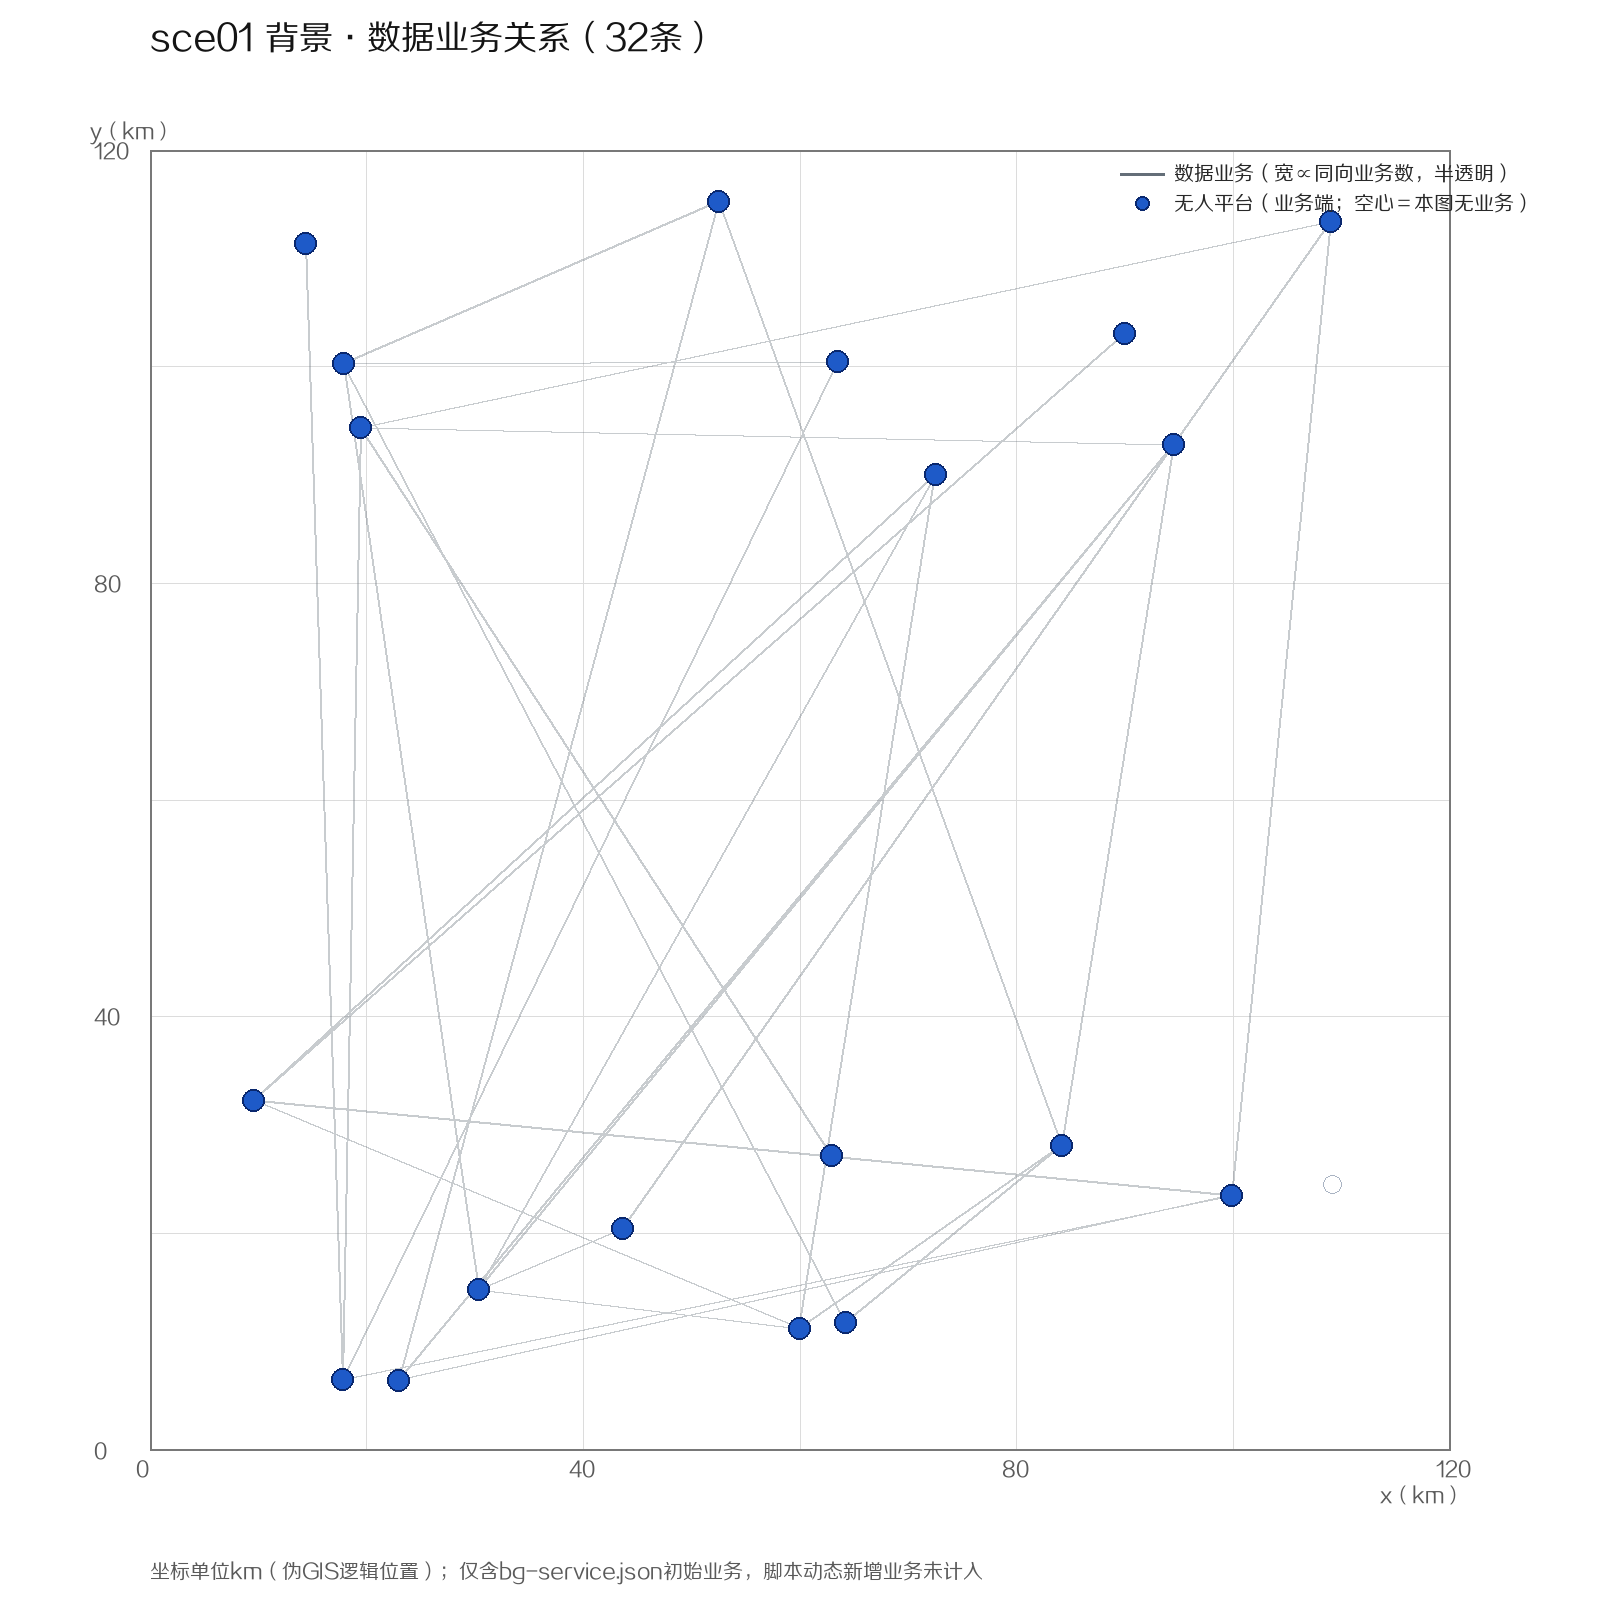 sce01 背景·数据业务关系（32条）
y（km）
120
数据业务（宽∝同向业务数，半透明）
无人平台（业务端；空心＝本图无业务）
80
40
0
0
40
80
120
x（km）
坐标单位km（伪GIS逻辑位置）；仅含bg-service.json初始业务，脚本动态新增业务未计入